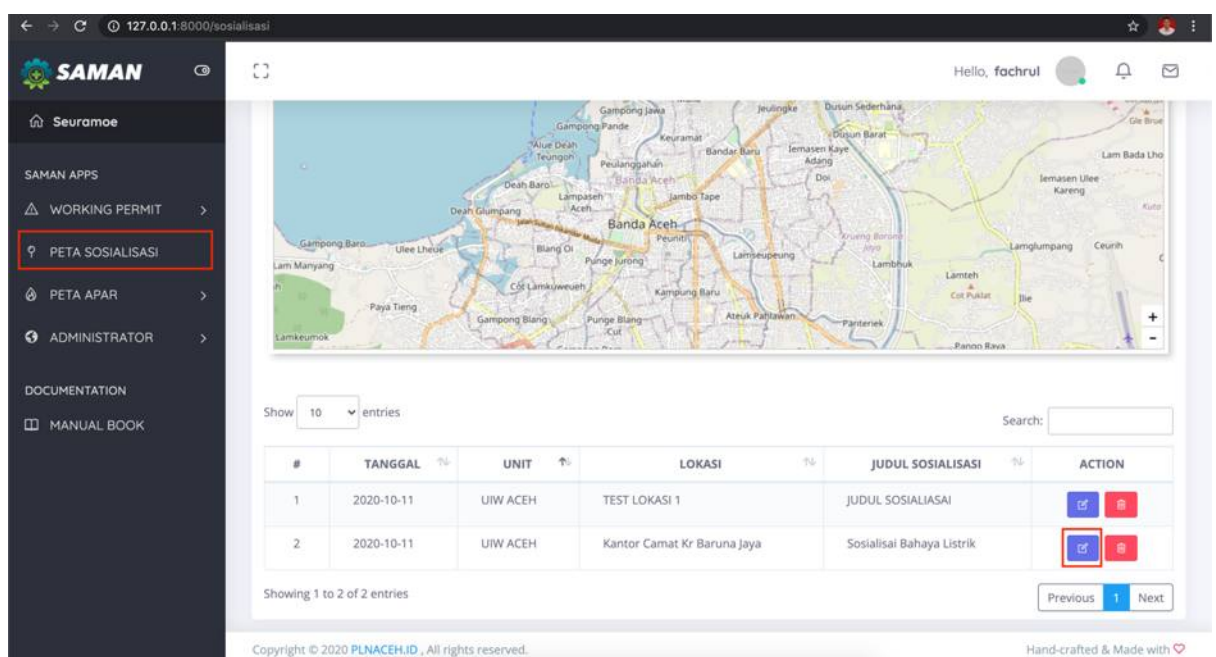 127.0.0.1:8000/sosialisasi
SAMAN
Hello, fachrul
Seuramoe
SAMAN APPS
WORKING PERMIT
PETA SOSIALISASI
PETA APAR
ADMINISTRATOR
DOCUMENTATION
MANUAL BOOK
Gampong Jawa
Jeulingke
Dusun Sederhana
Gampong Pande
Gle Brue
Alue Deah Teungoh
Keuramat
Dusun Barat
Bandar Baru
Iemasen Kaye Adang
Peulanggahan
Lam Bada Lho
Doi
Banda Aceh
Deah Baro
Iemasen Ulee Kareng
Lampaseh Aceh
Jambo Tape
Deah Glumpang
Banda Aceh
Peuniti
Gampong Baro
Ulee Lheue
Blang Oi
Punge Jurong
Lamseupeung
Lambhuk
Lamglumpang
Ceurih
Lam Manyang
Lamteh
Cot Lamkuweueh
Kampung Baru
Cot Puklat
Ilie
Paya Tieng
Gampong Blang
Punge Blang Cut
Ateuk Pahlawan
Panteriek
+
Lamkeumok
Pango Raya
-
Show 10 entries
Search:
# TANGGAL UNIT LOKASI JUDUL SOSIALISASI ACTION
1 2020-10-11 UIW ACEH TEST LOKASI 1 JUDUL SOSIALIASAI
2 2020-10-11 UIW ACEH Kantor Camat Kr Baruna Jaya Sosialisai Bahaya Listrik
Showing 1 to 2 of 2 entries
Previous 1 Next
Copyright © 2020 PLNACEH.ID , All rights reserved.
Hand-crafted & Made with ♡